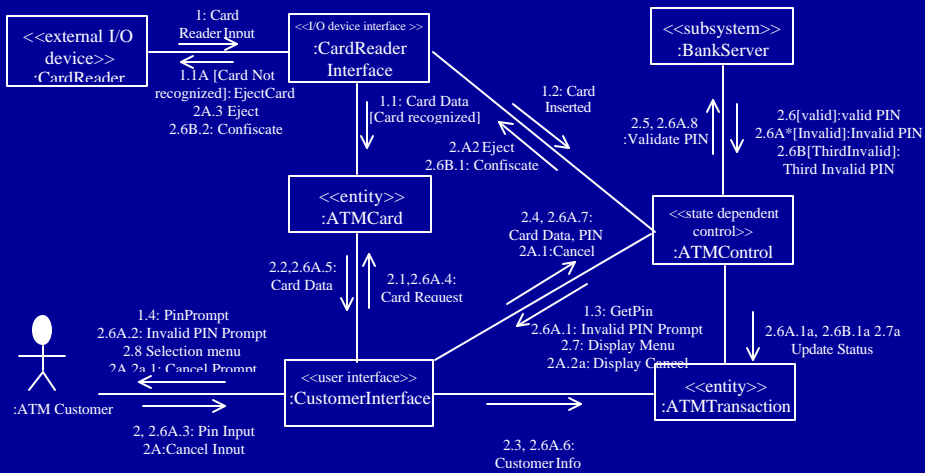 <<external I/O
device>>
:CardReader
1: Card
Reader Input
1.1A [Card Not
recognized]: EjectCard
2A.3 Eject
2.6B.2: Confiscate
<<I/O device interface >>
:CardReader
Interface
1.1: Card Data
[Card recognized]
1.2: Card
Inserted
2.A2 Eject
2.6B.1: Confiscate
<<subsystem>>
:BankServer
2.5, 2.6A.8
:Validate PIN
2.6[valid]:valid PIN
2.6A*[Invalid]:Invalid PIN
2.6B[ThirdInvalid]:
Third Invalid PIN
<<entity>>
:ATMCard
<<state dependent
control>>
:ATMControl
2.4, 2.6A.7:
Card Data, PIN
2A.1:Cancel
2.2,2.6A.5:
Card Data
2.1,2.6A.4:
Card Request
1.3: GetPin
2.6A.1: Invalid PIN Prompt
2.7: Display Menu
2A.2a: Display Cancel
2.6A.1a, 2.6B.1a 2.7a
Update Status
1.4: PinPrompt
2.6A.2: Invalid PIN Prompt
2.8 Selection menu
2A.2a.1: Cancel Prompt
:ATM Customer
2, 2.6A.3: Pin Input
2A:Cancel Input
<<user interface>>
:CustomerInterface
2.3, 2.6A.6:
Customer Info
<<entity>>
:ATMTransaction